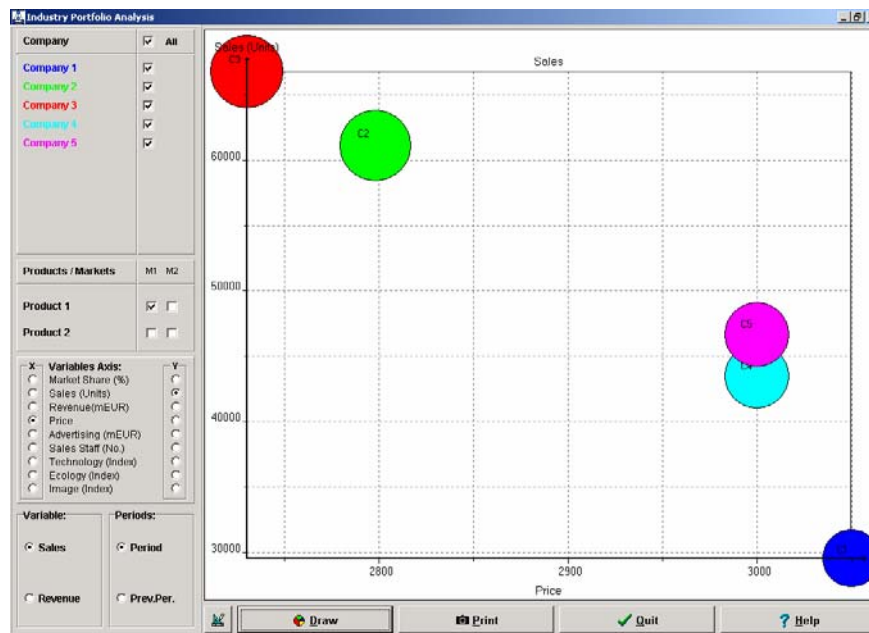 Industry Portfolio Analysis
Company All
Company 1
Company 2
Company 3
Company 4
Company 5
Products / Markets M1 M2
Product 1
Product 2
X Variables Axis: Y
Market Share (%)
Sales (Units)
Revenue(mEUR)
Price
Advertising (mEUR)
Sales Staff (No.)
Technology (Index)
Ecology (Index)
Image (Index)
Variable: Periods:
Sales Period
Revenue Prev.Per.
Sales (Units)
C3
Sales
C2
60000
50000
C5
C4
40000
30000
2800 2900 3000
Price
Draw Print Quit Help